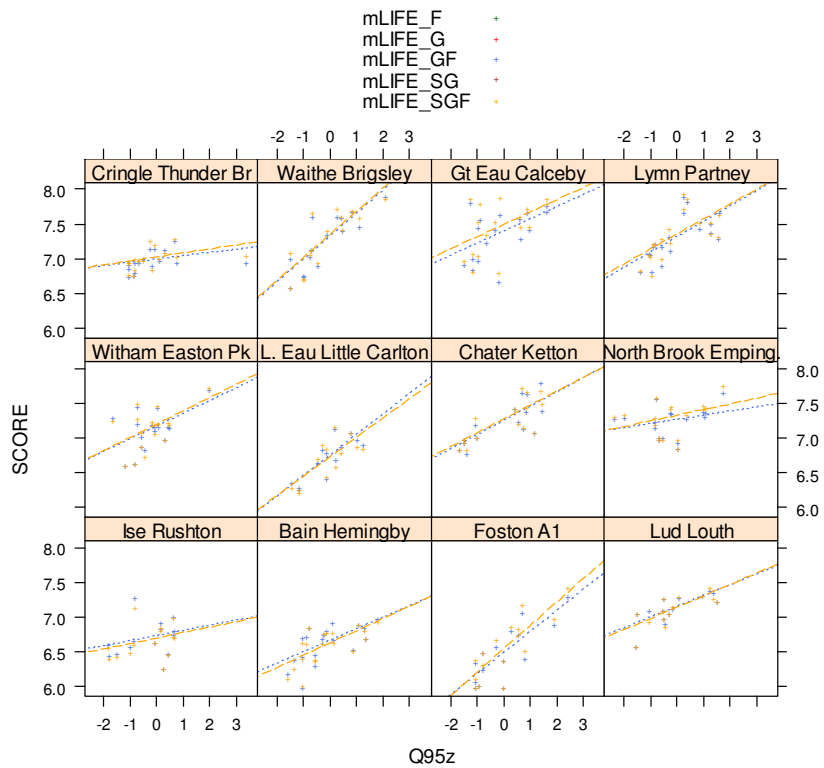 mLIFE_F
mLIFE_G
mLIFE_GF
mLIFE_SG
mLIFE_SGF
-2 -1 0 1 2 3 -2 -1 0 1 2 3
Cringle Thunder Br Waithe Brigsley Gt Eau Calceby Lymn Partney
8.0
7.5
7.0
6.5
6.0
Witham Easton Pk L. Eau Little Carlton Chater Ketton North Brook Emping.
8.0
7.5
7.0
6.5
6.0
SCORE
Ise Rushton Bain Hemingby Foston A1 Lud Louth
8.0
7.5
7.0
6.5
6.0
-2 -1 0 1 2 3 -2 -1 0 1 2 3
Q95z